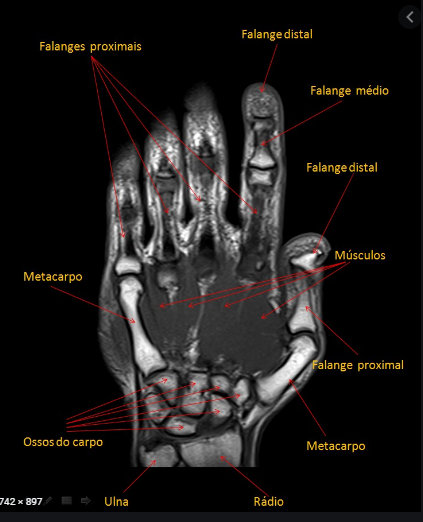 Falange distal
Falanges proximais
Falange médio
Falange distal
Músculos
Metacarpo
Falange proximal
Ossos do carpo
Metacarpo
742 × 897
Ulna
Rádio